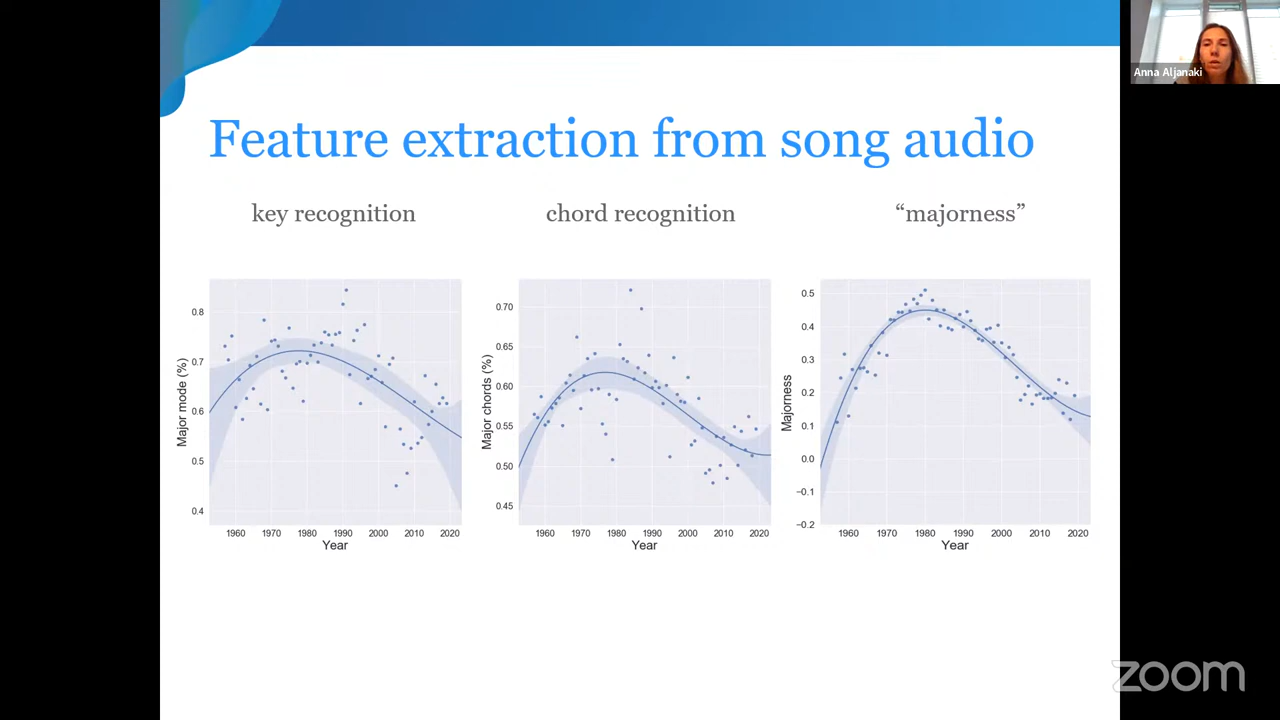 Anna Aljanaki
Feature extraction from song audio
key recognition
chord recognition
“majorness”
Major mode (%)
0.8
0.7
0.6
0.5
0.4
1960 1970 1980 1990 2000 2010 2020
Year
Major chords (%)
0.70
0.65
0.60
0.55
0.50
0.45
1960 1970 1980 1990 2000 2010 2020
Year
Majorness
0.5
0.4
0.3
0.2
0.1
0.0
−0.1
−0.2
1960 1970 1980 1990 2000 2010 2020
Year
zoom